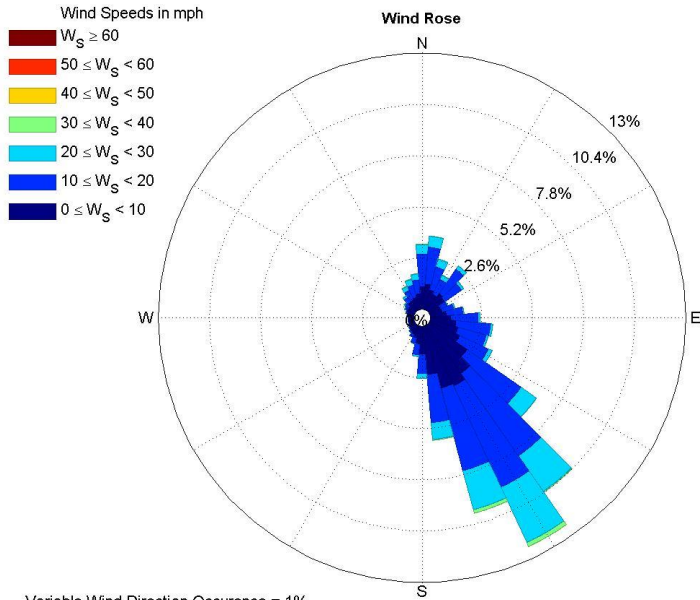 Wind Speeds in mph
W_S ≥ 60
50 ≤ W_S < 60
40 ≤ W_S < 50
30 ≤ W_S < 40
20 ≤ W_S < 30
10 ≤ W_S < 20
0 ≤ W_S < 10
Wind Rose
N
13%
10.4%
7.8%
5.2%
2.6%
0%
W
E
S
Variable Wind Direction Occurence = 1%